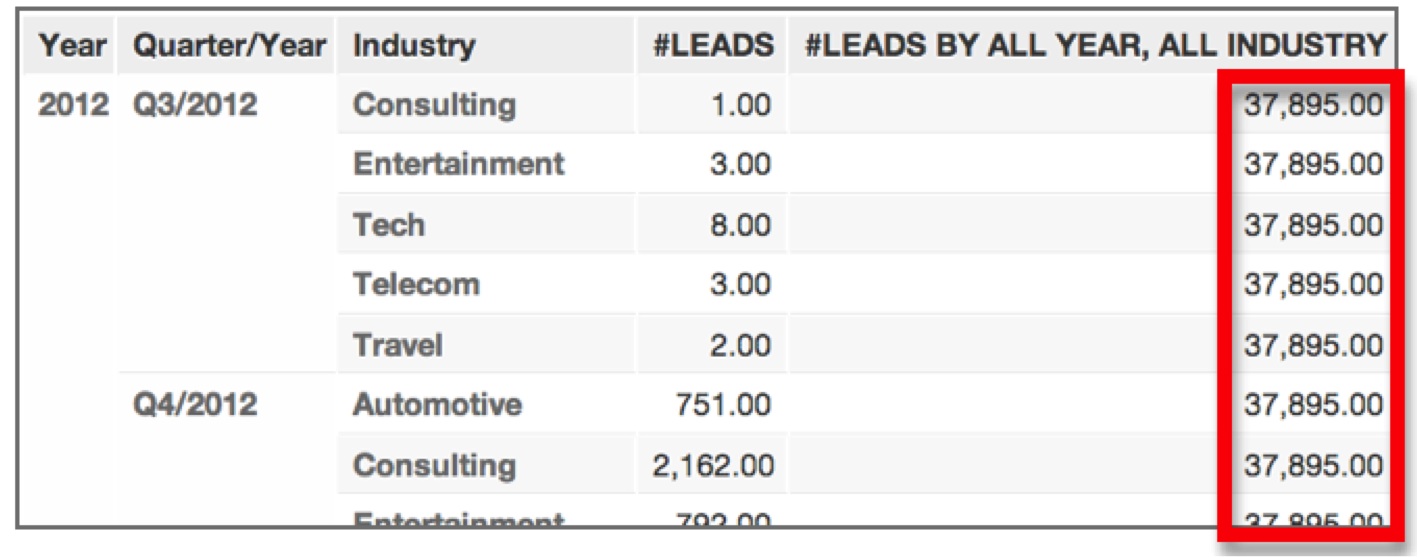 Year Quarter/Year Industry #LEADS #LEADS BY ALL YEAR, ALL INDUSTRY
2012 Q3/2012 Consulting 1.00 37,895.00
Entertainment 3.00 37,895.00
Tech 8.00 37,895.00
Telecom 3.00 37,895.00
Travel 2.00 37,895.00
Q4/2012 Automotive 751.00 37,895.00
Consulting 2,162.00 37,895.00
Entertainment 792.00 37,895.00